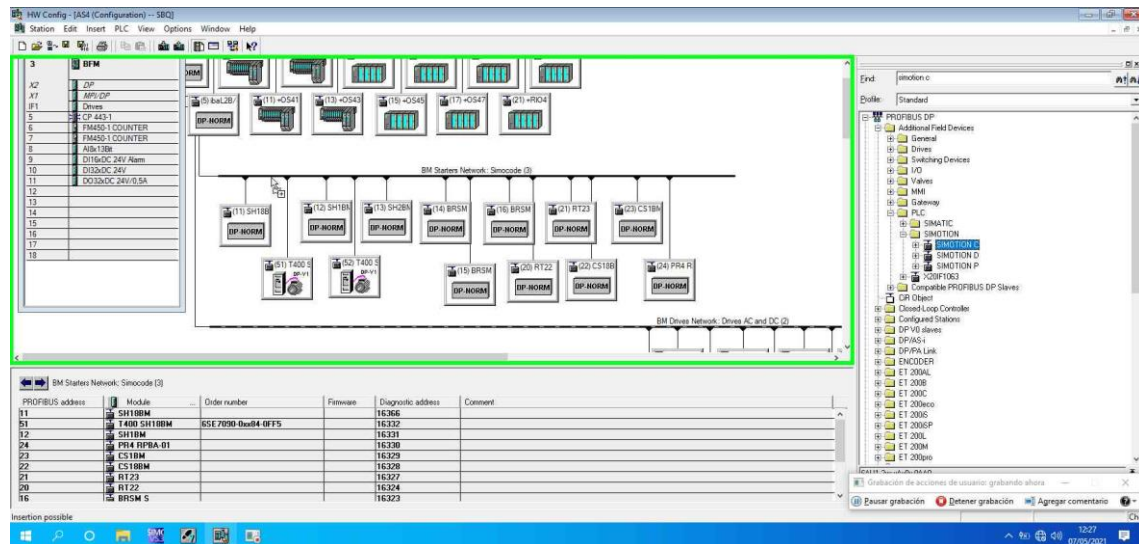 HW Config - [AS4 (Configuration) -- SBQ]
Station Edit Insert PLC View Options Window Help
3 BFM
X2 DP
X1 MPI/DP
IF1 Drives
5 CP 443-1
6 FM450-1 COUNTER
7 FM450-1 COUNTER
8 AI8x13Bit
9 DI16xDC 24V Alarm
10 DI32xDC 24V
11 DO32xDC 24V/0,5A
12
13
14
15
16
17
18
ORM
(5) ibaL2B/
DP-NORM
(11) +OS41
(13) +OS43
(15) +OS45
(17) +OS47
(21) +RIO4
BM Starters Network: Simocode (3)
(11) SH18B
DP-NORM
(12) SH1BM
DP-NORM
(13) SH2BM
DP-NORM
(14) BRSM
DP-NORM
(16) BRSM
DP-NORM
(21) RT23
DP-NORM
(23) CS1BM
DP-NORM
(51) T400 S
DP-V1
(52) T400 S
DP-V1
(15) BRSM
DP-NORM
(20) RT22
DP-NORM
(22) CS18B
DP-NORM
(24) PR4 R
DP-NORM
BM Drives Network: Drives AC and DC (2)
Find: simotion c
Profile: Standard
PROFIBUS DP
Additional Field Devices
General
Drives
Switching Devices
I/O
Valves
MMI
Gateway
PLC
SIMATIC
SIMOTION
SIMOTION C
SIMOTION D
SIMOTION P
X20IF1063
Compatible PROFIBUS DP Slaves
CiR Object
Closed-Loop Controller
Configured Stations
DP V0 slaves
DP/AS-i
DP/PA Link
ENCODER
ET 200AL
ET 200B
ET 200C
ET 200eco
ET 200iS
ET 200iSP
ET 200L
ET 200M
ET 200pro
BM Starters Network: Simocode (3)
PROFIBUS address Module ... Order number Firmware Diagnostic address Comment
11 SH18BM 16366
51 T400 SH18BM 6SE7090-0xx84-0FF5 16332
12 SH1BM 16331
24 PR4 RPBA-01 16330
23 CS1BM 16329
22 CS18BM 16328
21 RT23 16327
20 RT22 16324
16 BRSM S 16323
Grabación de acciones de usuario: grabando ahora
Pausar grabación Detener grabación Agregar comentario
Insertion possible
Ch
12:27
07/05/2021